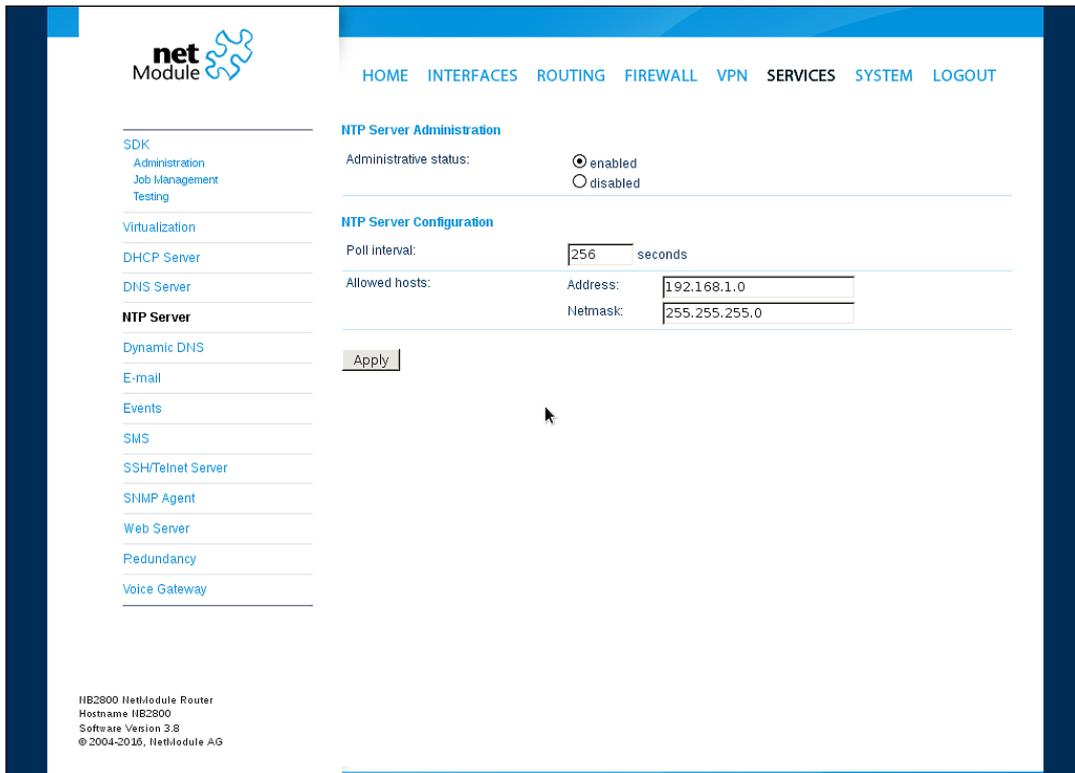 net
Module
HOME INTERFACES ROUTING FIREWALL VPN SERVICES SYSTEM LOGOUT
SDK
Administration
Job Management
Testing
Virtualization
DHCP Server
DNS Server
NTP Server
Dynamic DNS
E-mail
Events
SMS
SSH/Telnet Server
SNMP Agent
Web Server
Redundancy
Voice Gateway
NTP Server Administration
Administrative status:
enabled
disabled
NTP Server Configuration
Poll interval: 256 seconds
Allowed hosts: Address: 192.168.1.0
Netmask: 255.255.255.0
Apply
NB2800 NetModule Router
Hostname NB2800
Software Version 3.8
© 2004-2016, NetModule AG